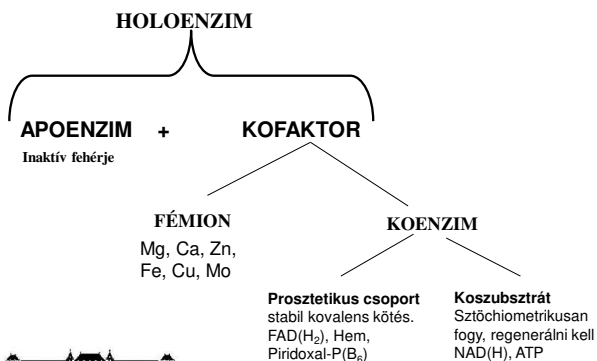 HOLOENZIM
APOENZIM + KOFAKTOR
Inaktív fehérje
FÉMION
Mg, Ca, Zn,
Fe, Cu, Mo
KOENZIM
Prosztetikus csoport
stabil kovalens kötés.
FAD(H₂), Hem,
Piridoxal-P(B₆)
Koszubsztrát
Sztöchiometrikusan
fogy, regenerálni kell
NAD(H), ATP